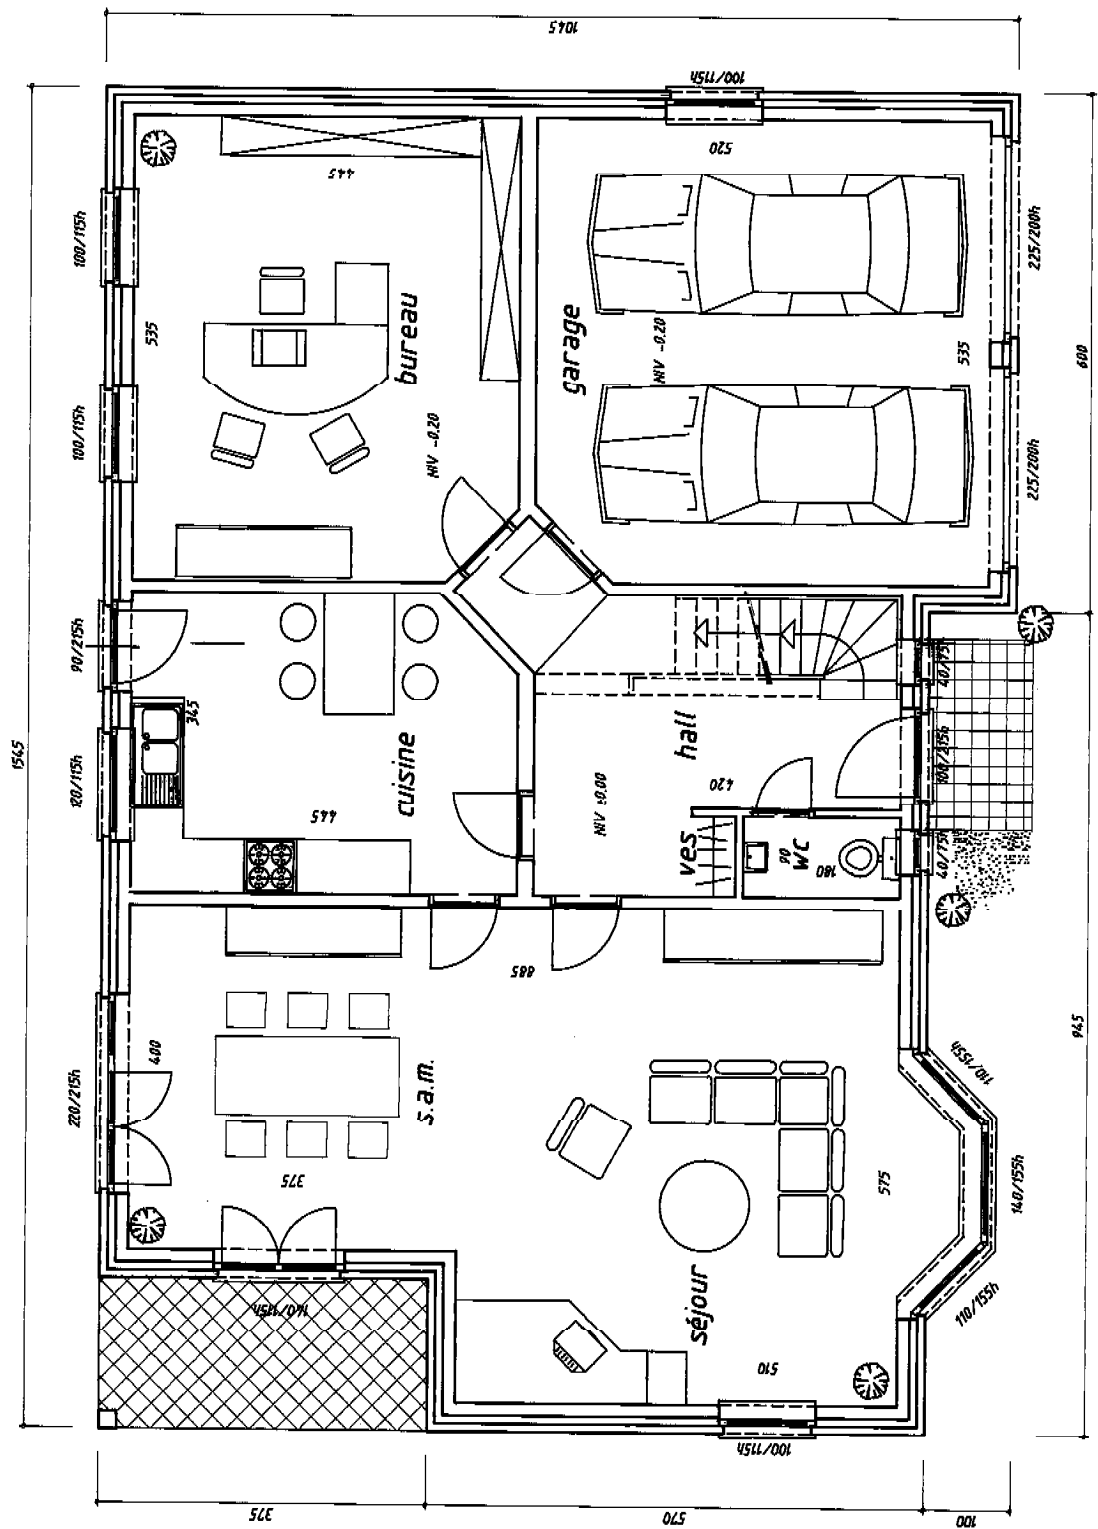 1045
100/115h
1545
600
945
100/115h
535
445
bureau
NIV -0.20
100/115h
520
garage
NIV -0.20
535
225/200h
225/200h
90/215h
120/115h
345
445
cuisine
hall
420
NIV ±0.00
ves
WC
90
180
40/75h
100/215h
40/75h
885
220/215h
400
s.a.m.
375
140/115h
séjour
575
510
110/155h
140/155h
110/155h
100/115h
375
570
100